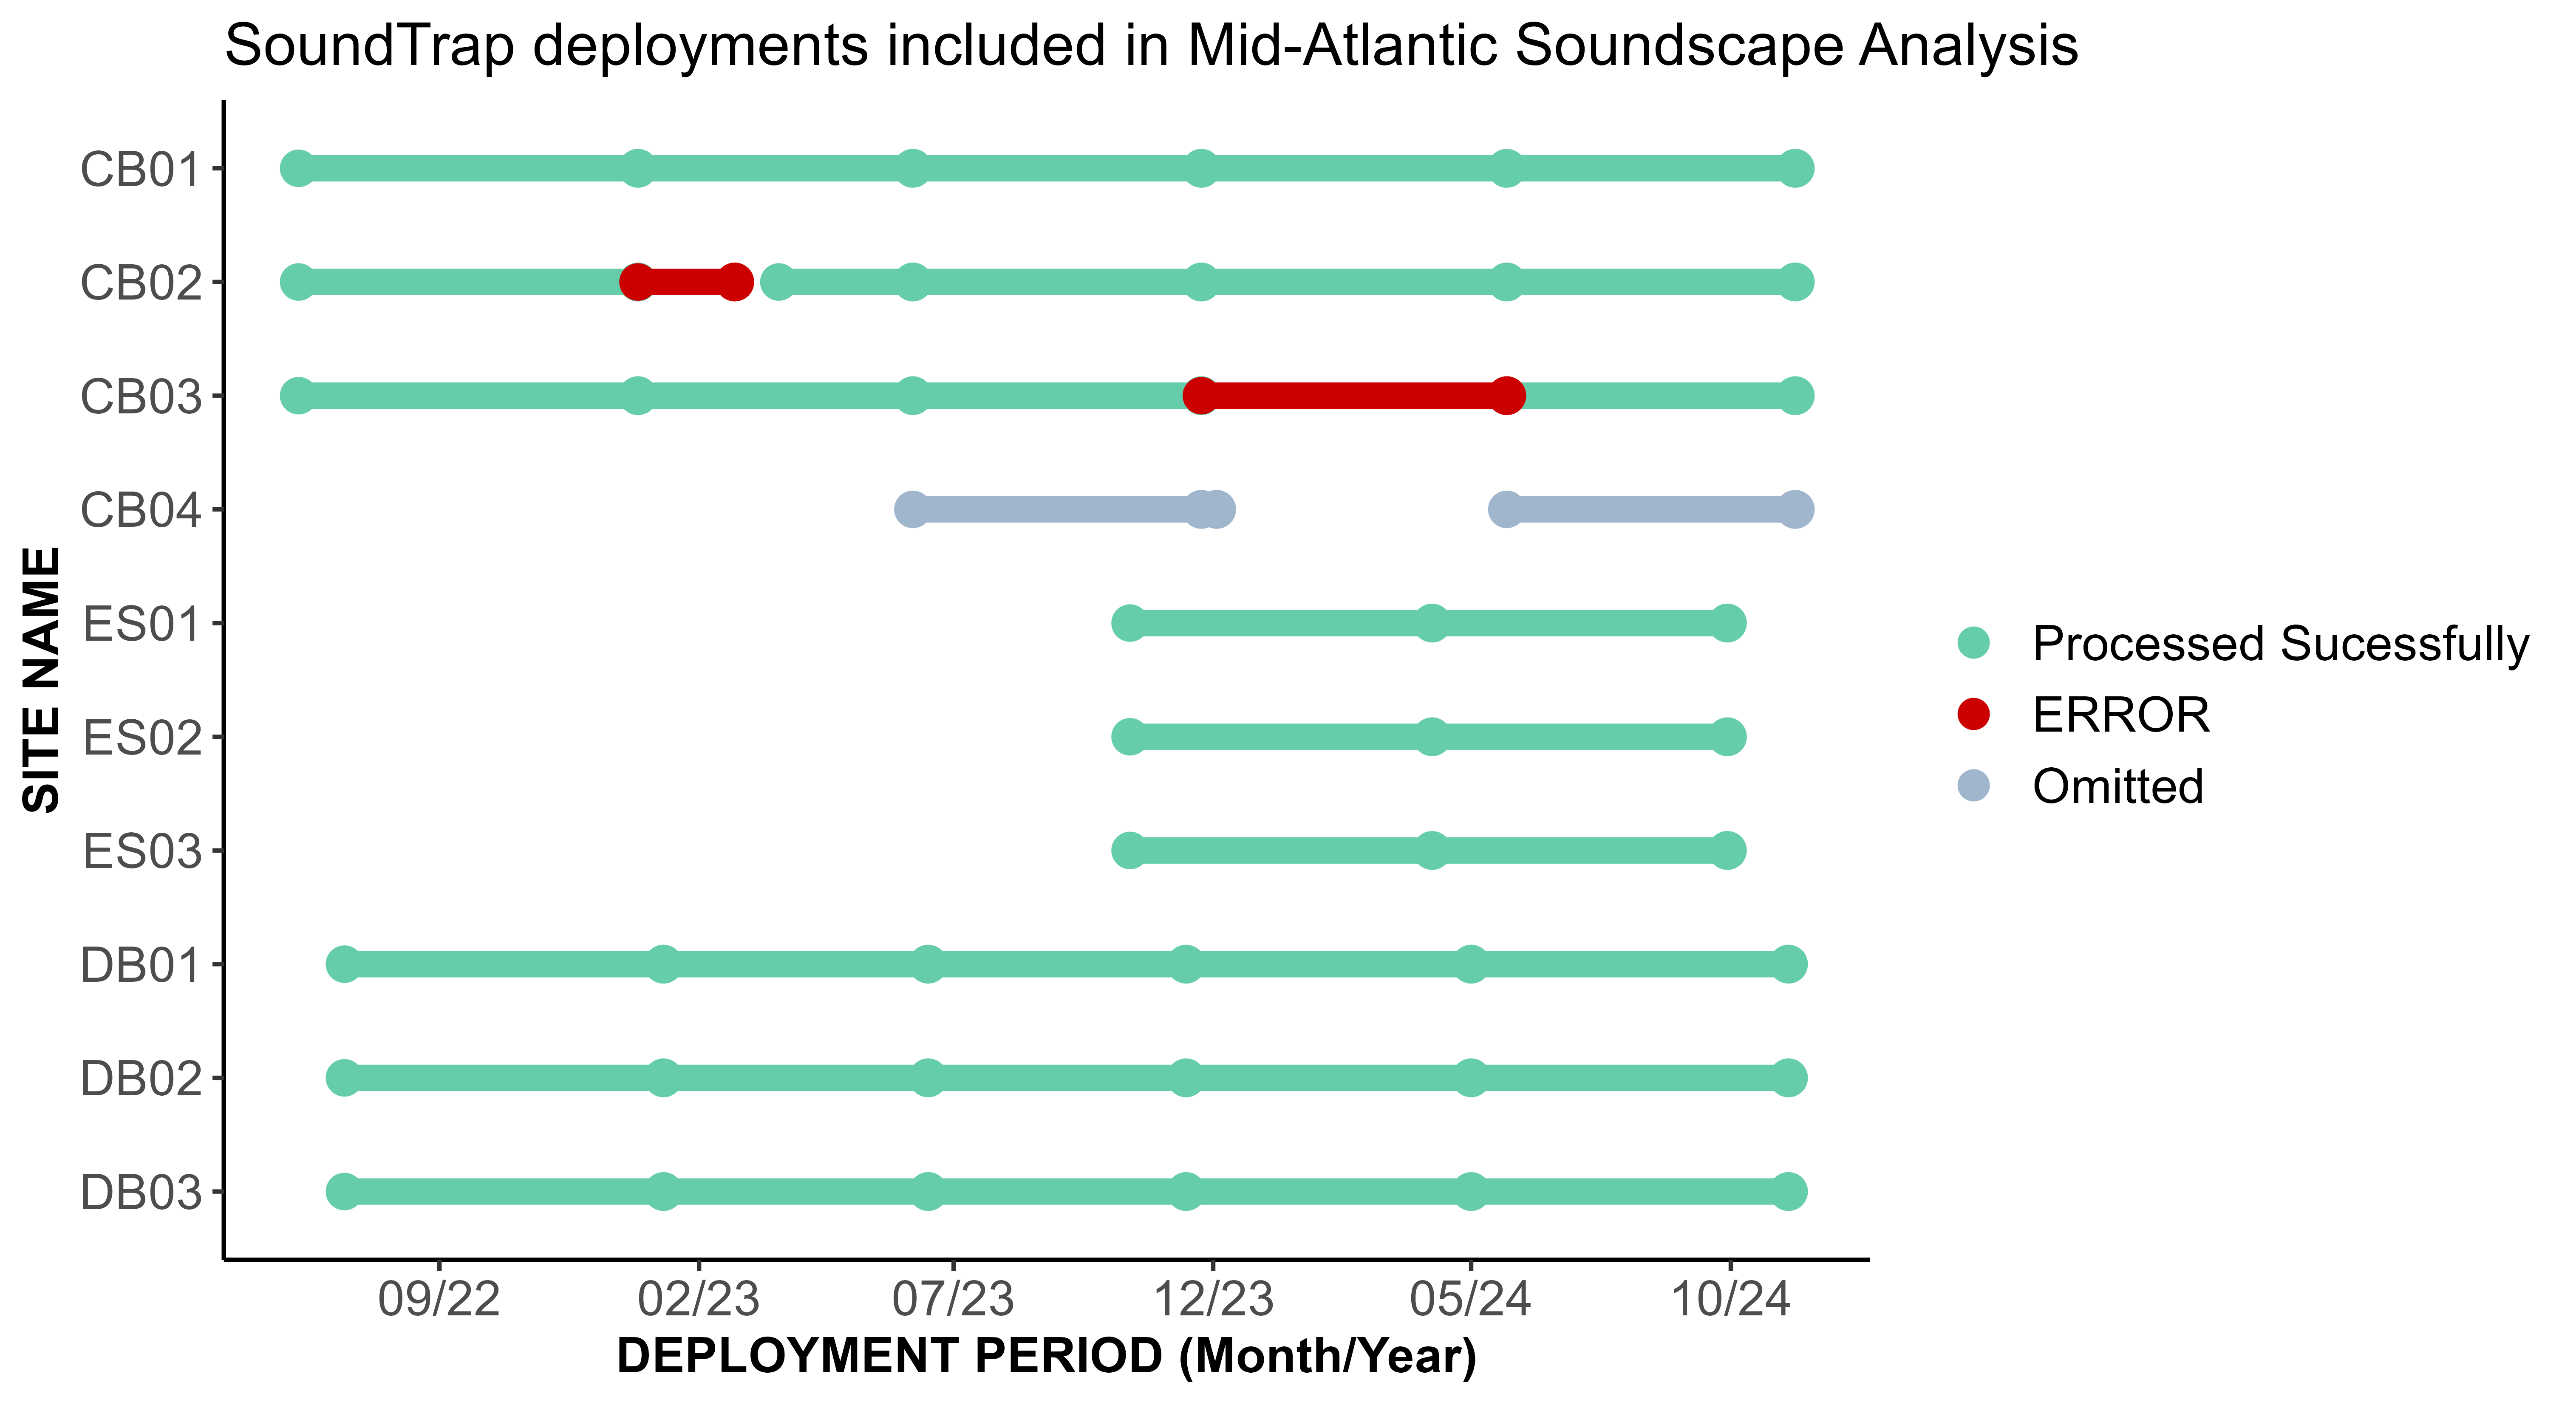 SoundTrap deployments included in Mid-Atlantic Soundscape Analysis
SITE NAME
CB01
CB02
CB03
CB04
ES01
ES02
ES03
DB01
DB02
DB03
09/22 02/23 07/23 12/23 05/24 10/24
DEPLOYMENT PERIOD (Month/Year)
Processed Sucessfully
ERROR
Omitted